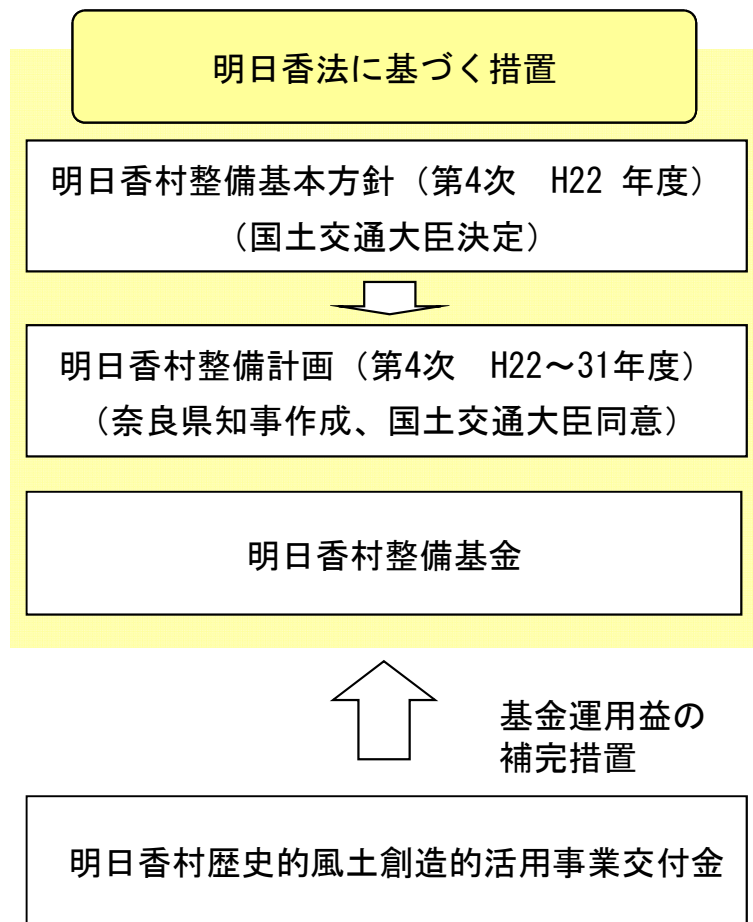 明日香法に基づく措置
明日香村整備基本方針（第4次　H22 年度）
（国土交通大臣決定）
明日香村整備計画（第4次　H22～31年度）
（奈良県知事作成、国土交通大臣同意）
明日香村整備基金
基金運用益の
補完措置
明日香村歴史的風土創造的活用事業交付金